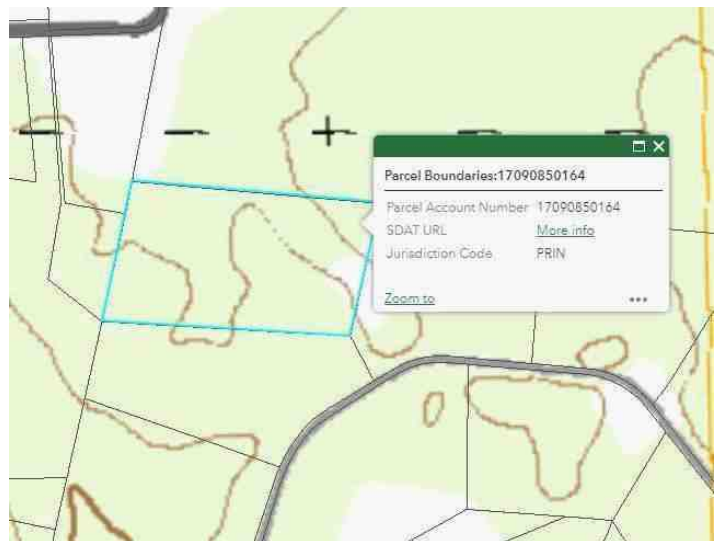 Parcel Boundaries:17090850164
Parcel Account Number 17090850164
SDAT URL More info
Jurisdiction Code PRIN
Zoom to